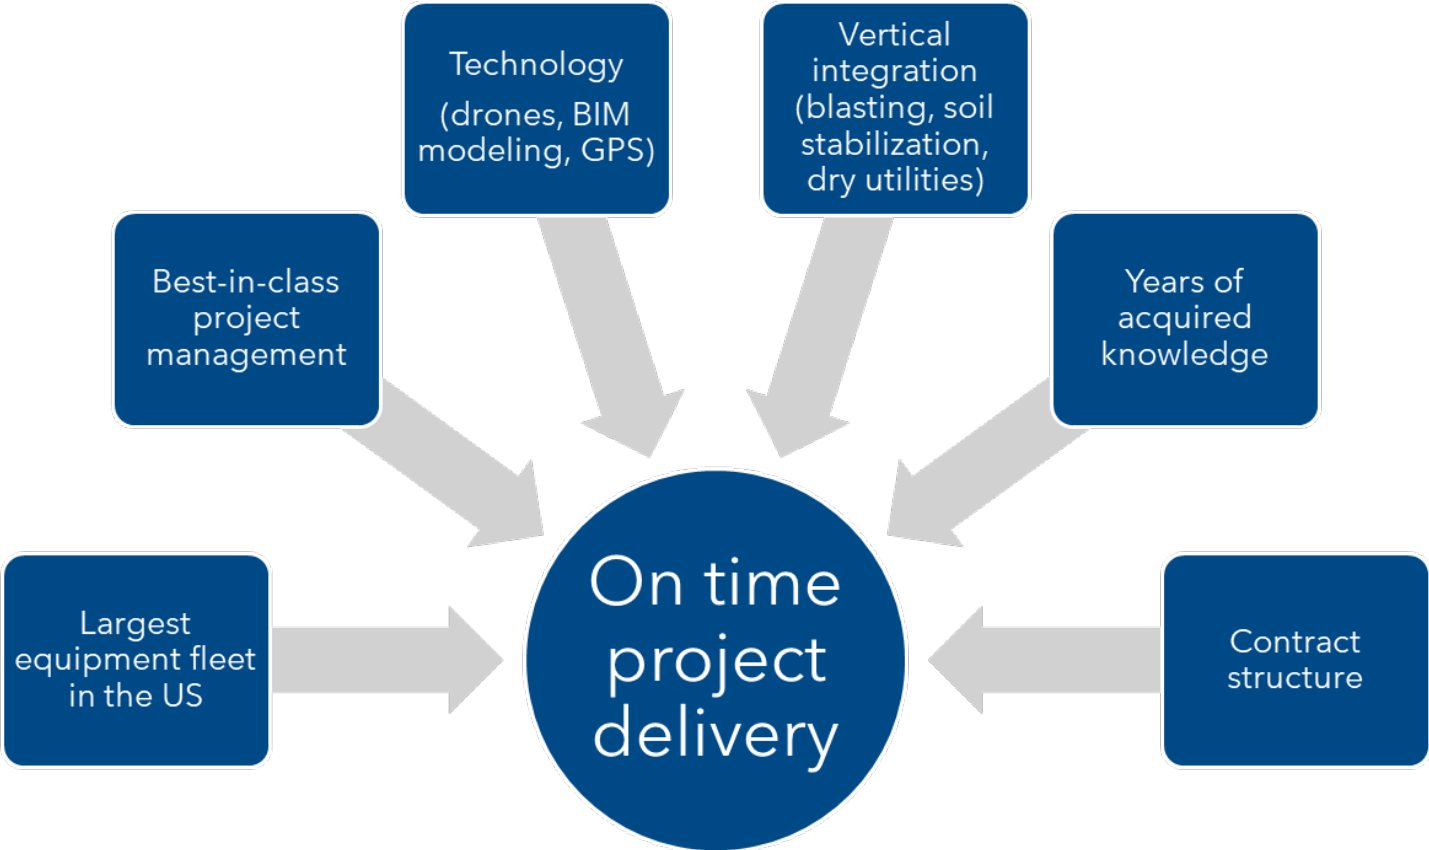 Technology
(drones, BIM
modeling, GPS)
Vertical
integration
(blasting, soil
stabilization,
dry utilities)
Best-in-class
project
management
Years of
acquired
knowledge
Largest
equipment fleet
in the US
On time
project
delivery
Contract
structure